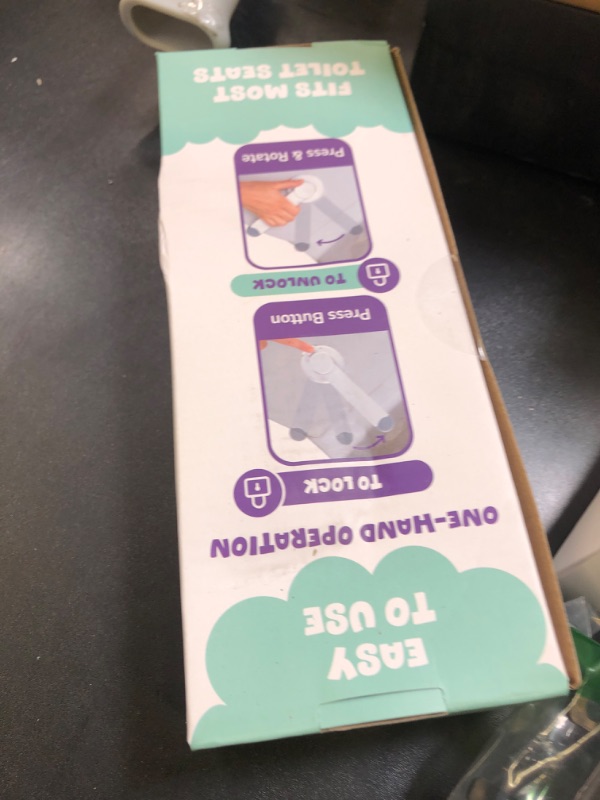 EASY
TO USE
ONE-HAND OPERATION
TO LOCK
Press Button
TO UNLOCK
Press & Rotate
FITS MOST
TOILET SEATS